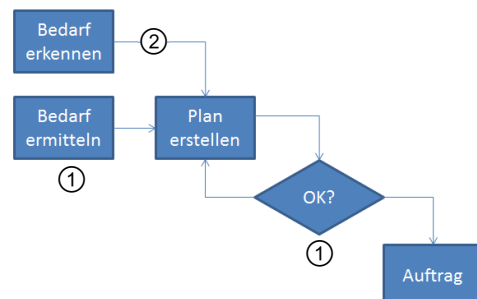 Bedarf
erkennen
2
Bedarf
ermitteln
1
Plan
erstellen
OK?
1
Auftrag